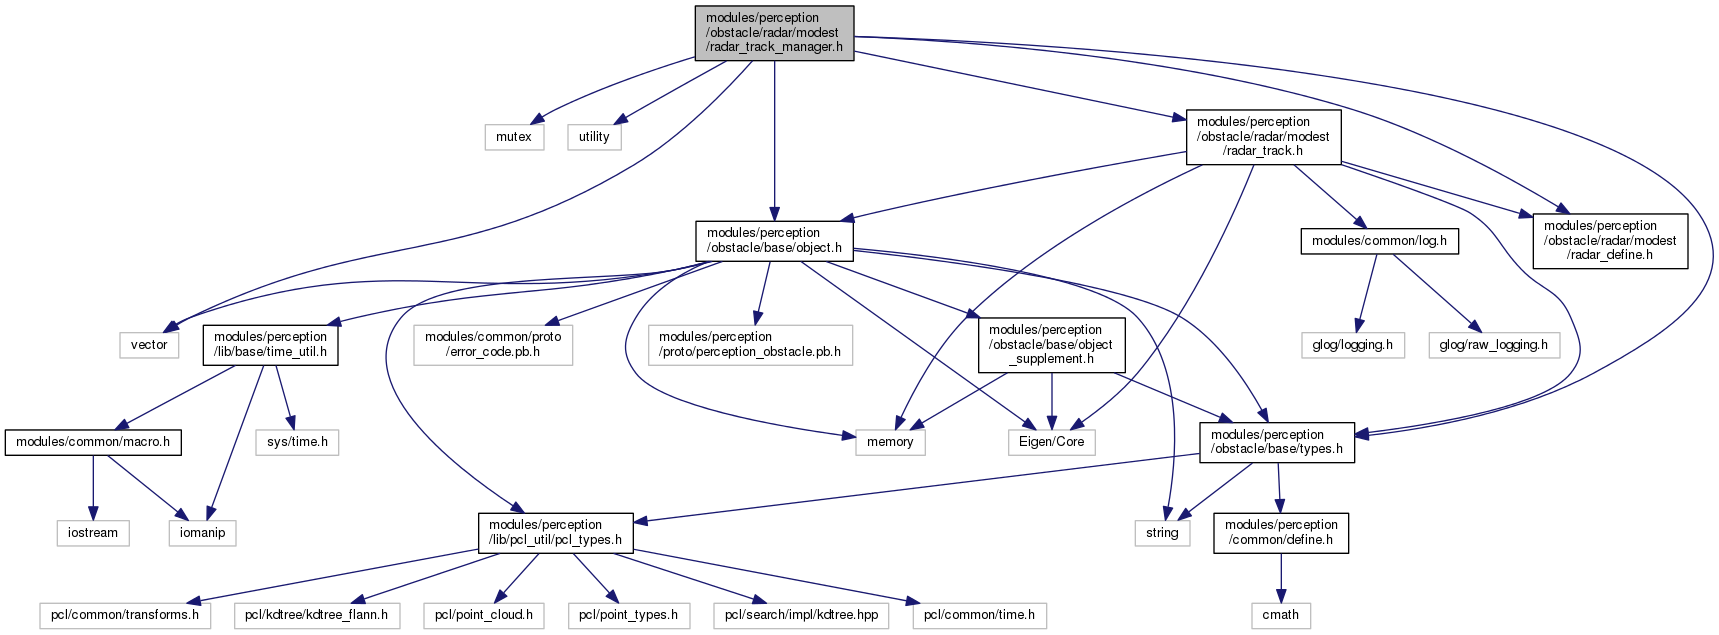 modules/perception
/obstacle/radar/modest
/radar_track_manager.h
mutex
utility
modules/perception
/obstacle/radar/modest
/radar_track.h
modules/perception
/obstacle/base/object.h
modules/common/log.h
modules/perception
/obstacle/radar/modest
/radar_define.h
vector
modules/perception
/lib/base/time_util.h
modules/common/proto
/error_code.pb.h
modules/perception
/proto/perception_obstacle.pb.h
modules/perception
/obstacle/base/object
_supplement.h
glog/logging.h
glog/raw_logging.h
modules/common/macro.h
sys/time.h
memory
Eigen/Core
modules/perception
/obstacle/base/types.h
iostream
iomanip
modules/perception
/lib/pcl_util/pcl_types.h
string
modules/perception
/common/define.h
pcl/common/transforms.h
pcl/kdtree/kdtree_flann.h
pcl/point_cloud.h
pcl/point_types.h
pcl/search/impl/kdtree.hpp
pcl/common/time.h
cmath